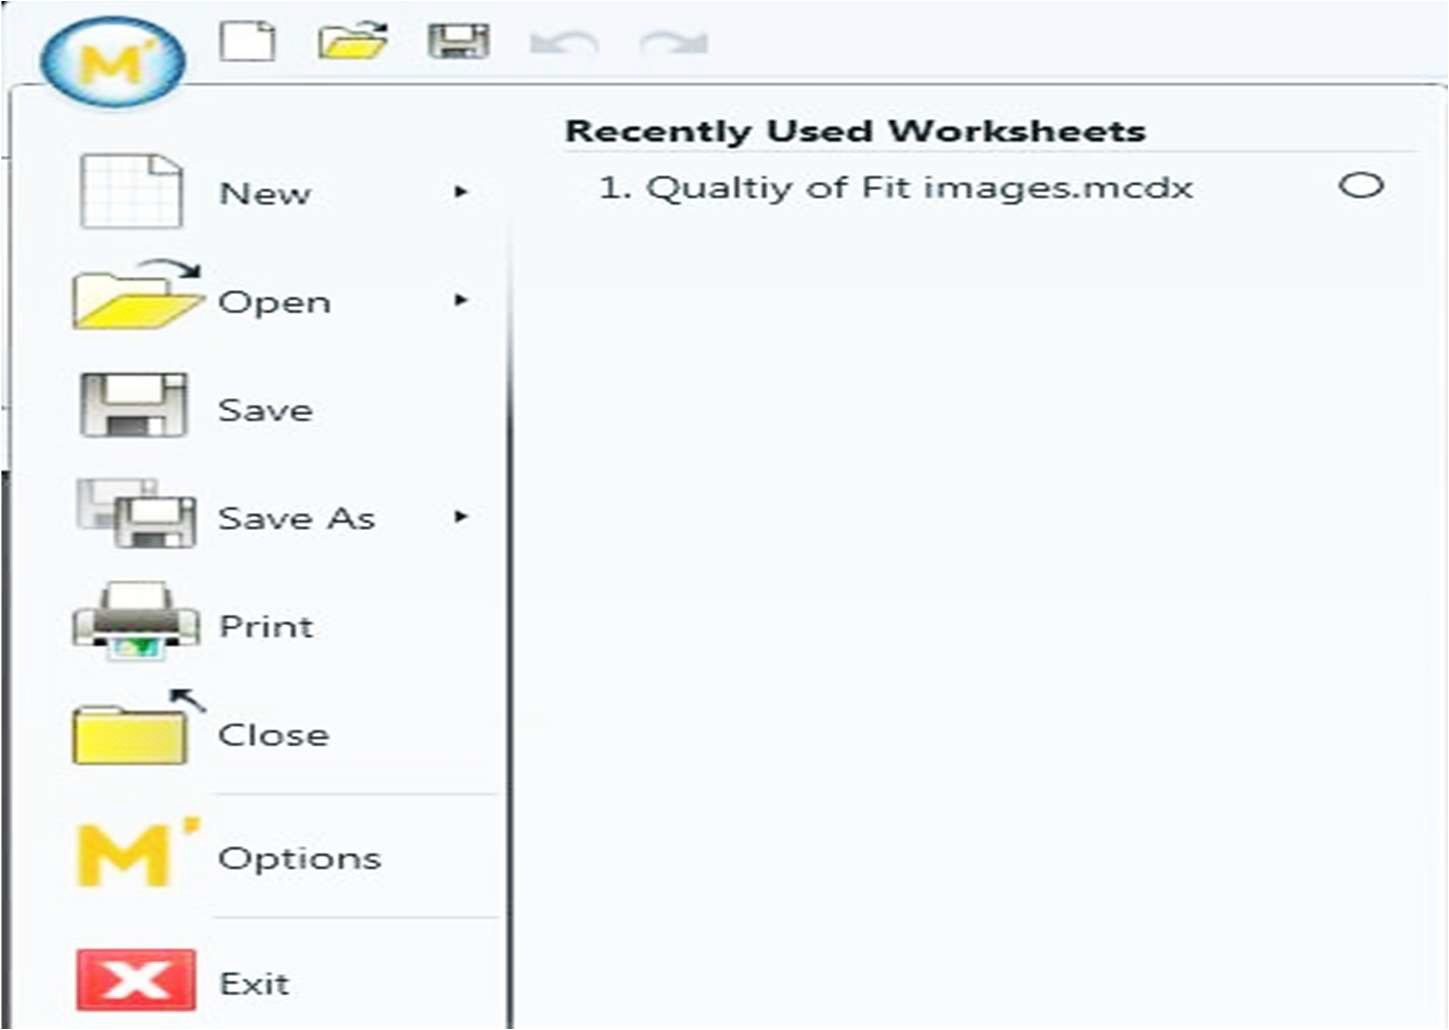 M'
Recently Used Worksheets
1. Qualtiy of Fit images.mcdx
New
Open
Save
Save As
Print
Close
M' Options
Exit